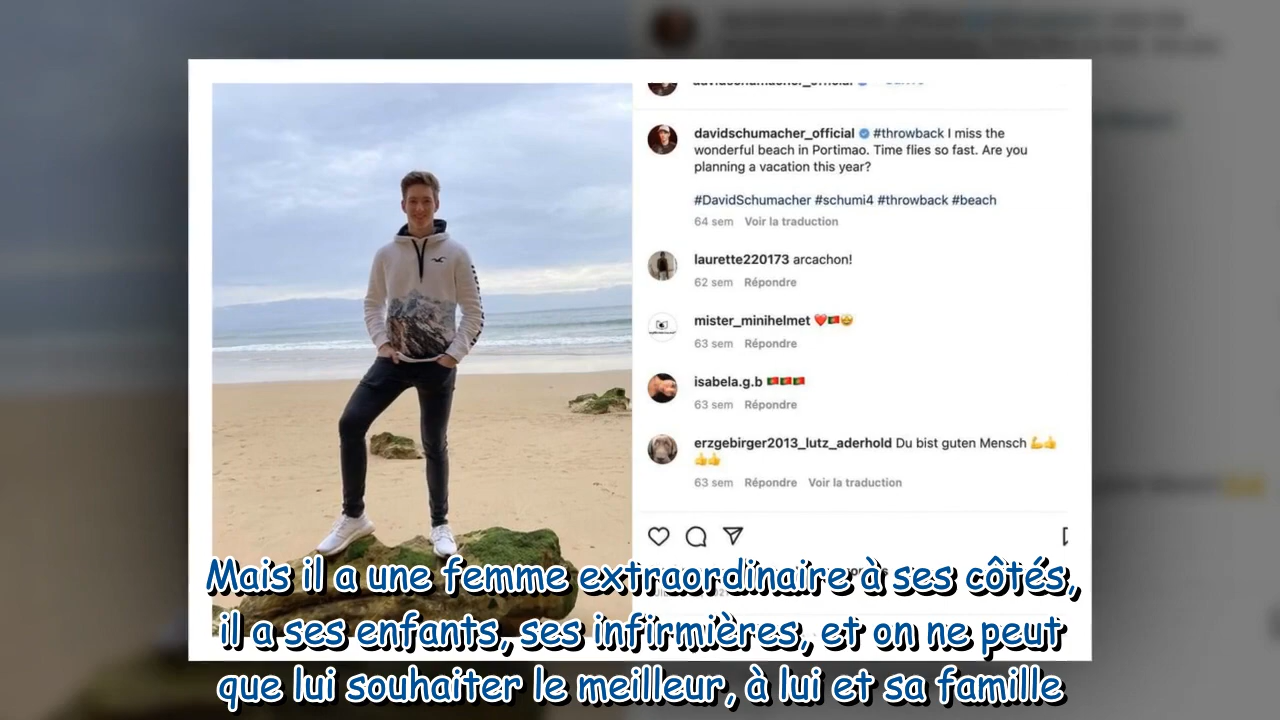 davidschumacher_official
davidschumacher_official #throwback I miss the
wonderful beach in Portimao. Time flies so fast. Are you
planning a vacation this year?
#DavidSchumacher #schumi4 #throwback #beach
64 sem Voir la traduction
laurette220173 arcachon!
62 sem Répondre
mister_minihelmet ❤️🇵🇹🤩
63 sem Répondre
isabela.g.b 🇵🇹🇵🇹🇵🇹
63 sem Répondre
erzgebirger2013_lutz_aderhold Du bist guten Mensch 💪👍
👍👍
63 sem Répondre Voir la traduction
Mais il a une femme extraordinaire à ses côtés,
il a ses enfants, ses infirmières, et on ne peut
que lui souhaiter le meilleur, à lui et sa famille